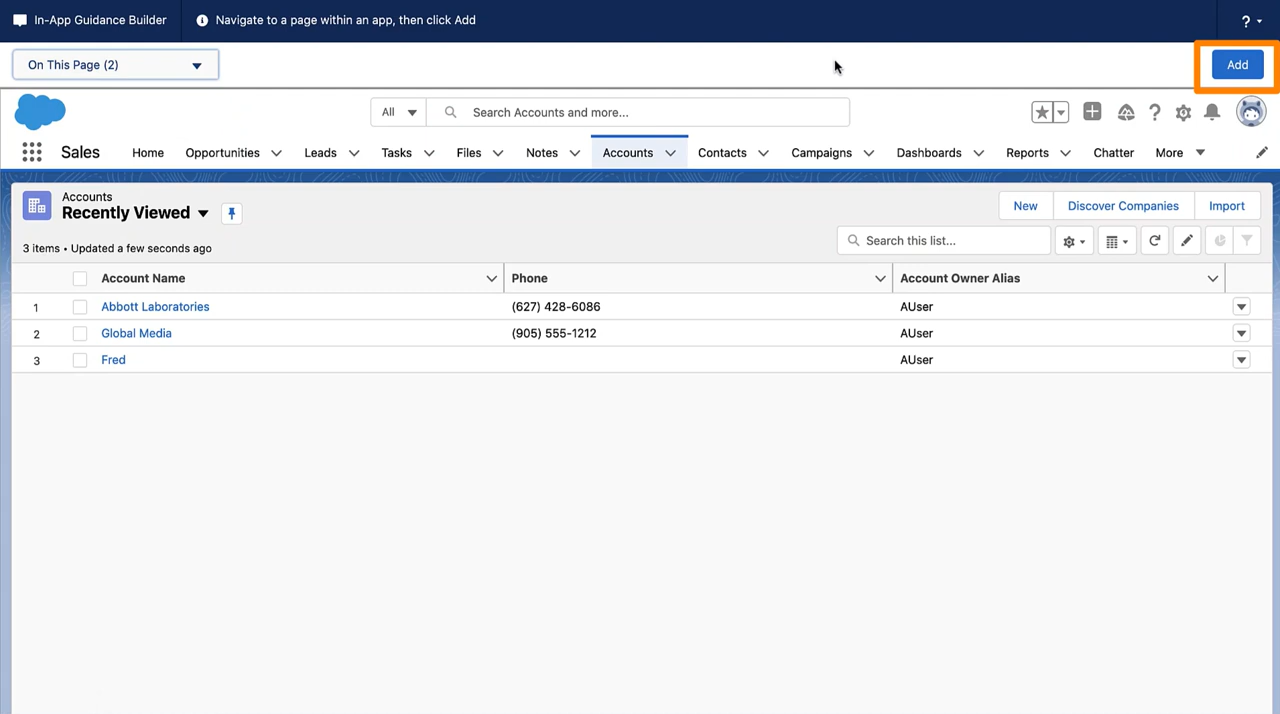 In-App Guidance Builder Navigate to a page within an app, then click Add ?
On This Page (2) Add
All Search Accounts and more...
Sales Home Opportunities Leads Tasks Files Notes Accounts Contacts Campaigns Dashboards Reports Chatter More
Accounts
Recently Viewed
New Discover Companies Import
3 items • Updated a few seconds ago
Search this list...
Account Name Phone Account Owner Alias
1 Abbott Laboratories (627) 428-6086 AUser
2 Global Media (905) 555-1212 AUser
3 Fred AUser